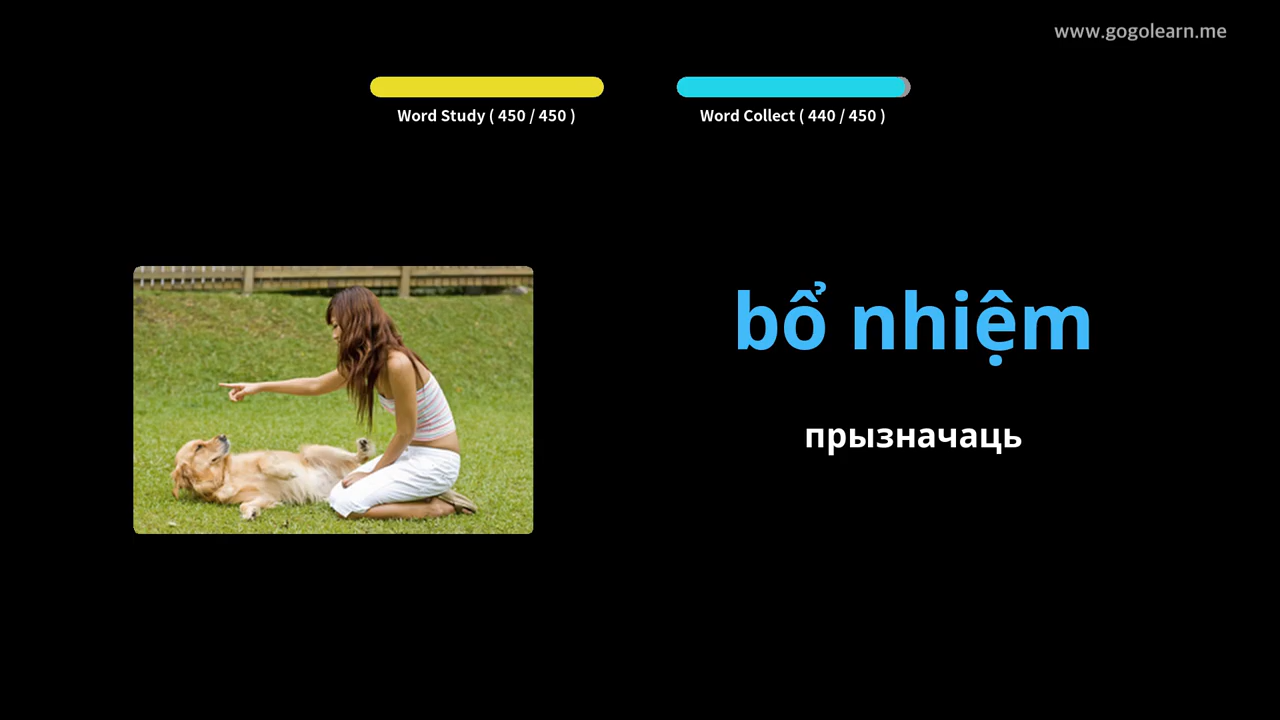 www.gogolearn.me
Word Study ( 450 / 450 )
Word Collect ( 440 / 450 )
bổ nhiệm
прызначаць